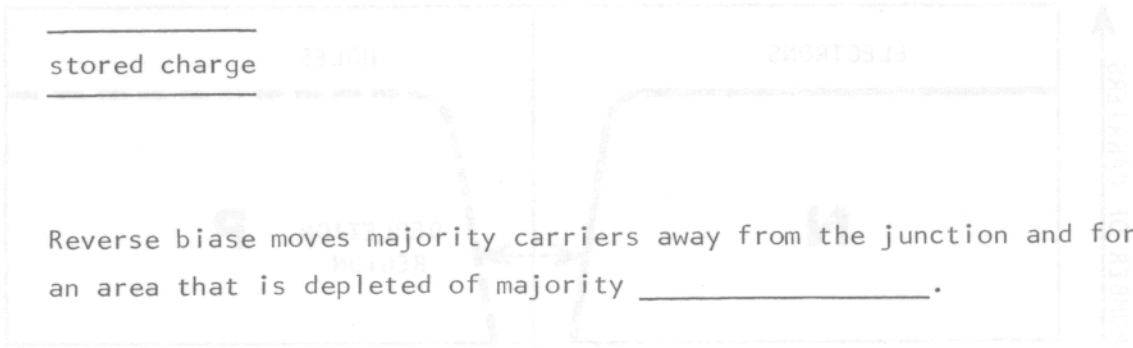 stored charge
Reverse biase moves majority carriers away from the junction and for
an area that is depleted of majority ____________.